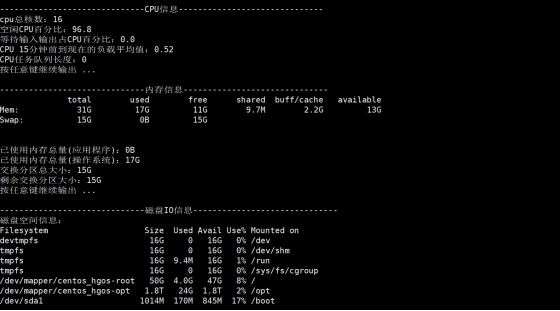 -----------------------------CPU信息-----------------------------
cpu总核数：16
空闲CPU百分比：96.8
等待输入输出占CPU百分比：0.0
CPU 15分钟前到现在的负载平均值：0.52
CPU任务队列长度：0
按任意键继续输出 ...
-----------------------------内存信息-----------------------------
total used free shared buff/cache available
Mem: 31G 17G 11G 9.7M 2.2G 13G
Swap: 15G 0B 15G
已使用内存总量(应用程序)：0B
已使用内存总量(操作系统)：17G
交换分区总大小：15G
剩余交换分区大小：15G
按任意键继续输出 ...
-----------------------------磁盘IO信息-----------------------------
磁盘空间信息：
Filesystem Size Used Avail Use% Mounted on
devtmpfs 16G 0 16G 0% /dev
tmpfs 16G 0 16G 0% /dev/shm
tmpfs 16G 9.4M 16G 1% /run
tmpfs 16G 0 16G 0% /sys/fs/cgroup
/dev/mapper/centos_hgos-root 50G 4.0G 47G 8% /
/dev/mapper/centos_hgos-opt 1.8T 24G 1.8T 2% /opt
/dev/sda1 1014M 170M 845M 17% /boot